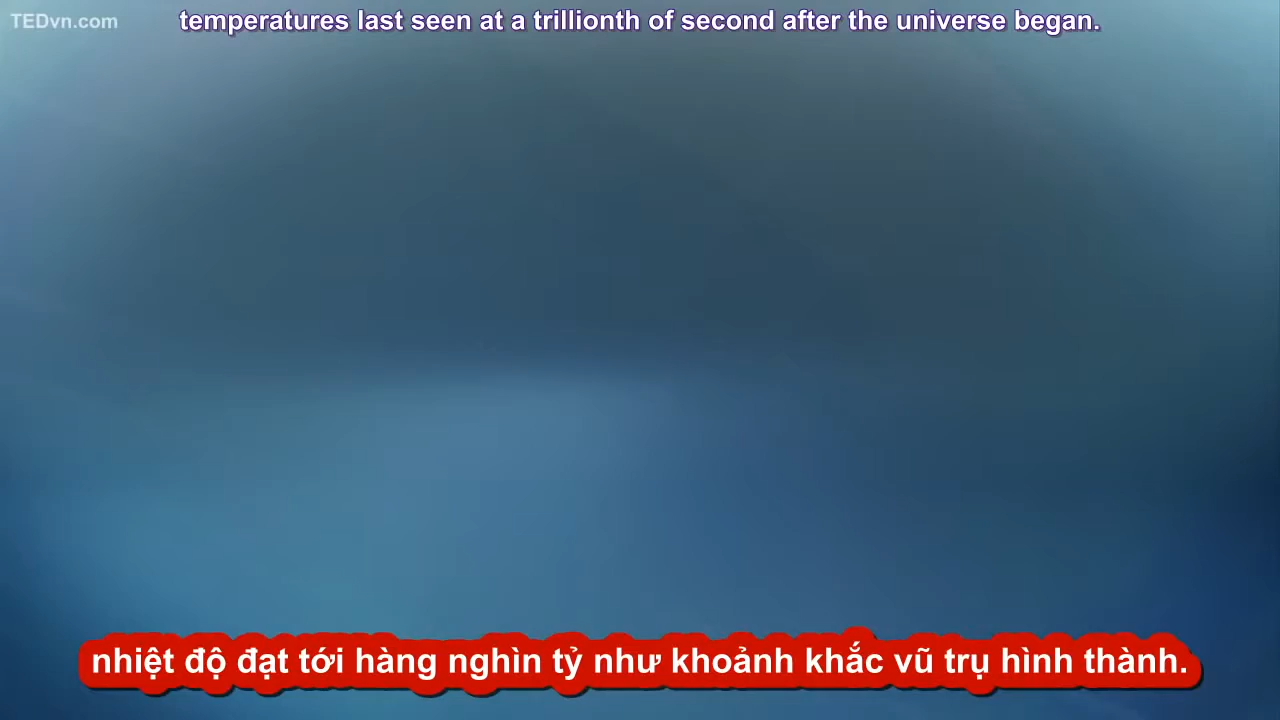 TEDvn.com
temperatures last seen at a trillionth of second after the universe began.
nhiệt độ đạt tới hàng nghìn tỷ như khoảnh khắc vũ trụ hình thành.